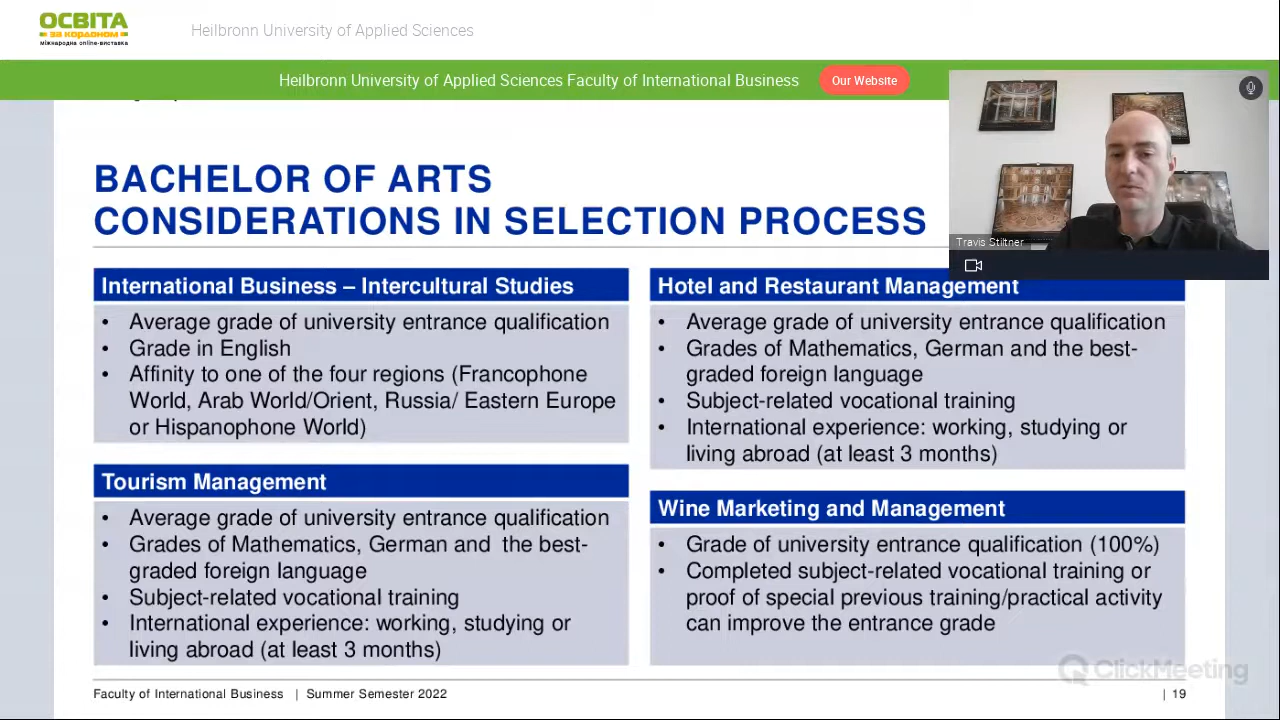 ОСВІТА
за кордоном
міжнародна online-виставка
Heilbronn University of Applied Sciences
Heilbronn University of Applied Sciences Faculty of International Business
Our Website
Travis Stiltner
BACHELOR OF ARTS
CONSIDERATIONS IN SELECTION PROCESS
International Business – Intercultural Studies
• Average grade of university entrance qualification
• Grade in English
• Affinity to one of the four regions (Francophone
World, Arab World/Orient, Russia/ Eastern Europe
or Hispanophone World)
Tourism Management
• Average grade of university entrance qualification
• Grades of Mathematics, German and the best-
graded foreign language
• Subject-related vocational training
• International experience: working, studying or
living abroad (at least 3 months)
Hotel and Restaurant Management
• Average grade of university entrance qualification
• Grades of Mathematics, German and the best-
graded foreign language
• Subject-related vocational training
• International experience: working, studying or
living abroad (at least 3 months)
Wine Marketing and Management
• Grade of university entrance qualification (100%)
• Completed subject-related vocational training or
proof of special previous training/practical activity
can improve the entrance grade
ClickMeeting
Faculty of International Business | Summer Semester 2022
| 19